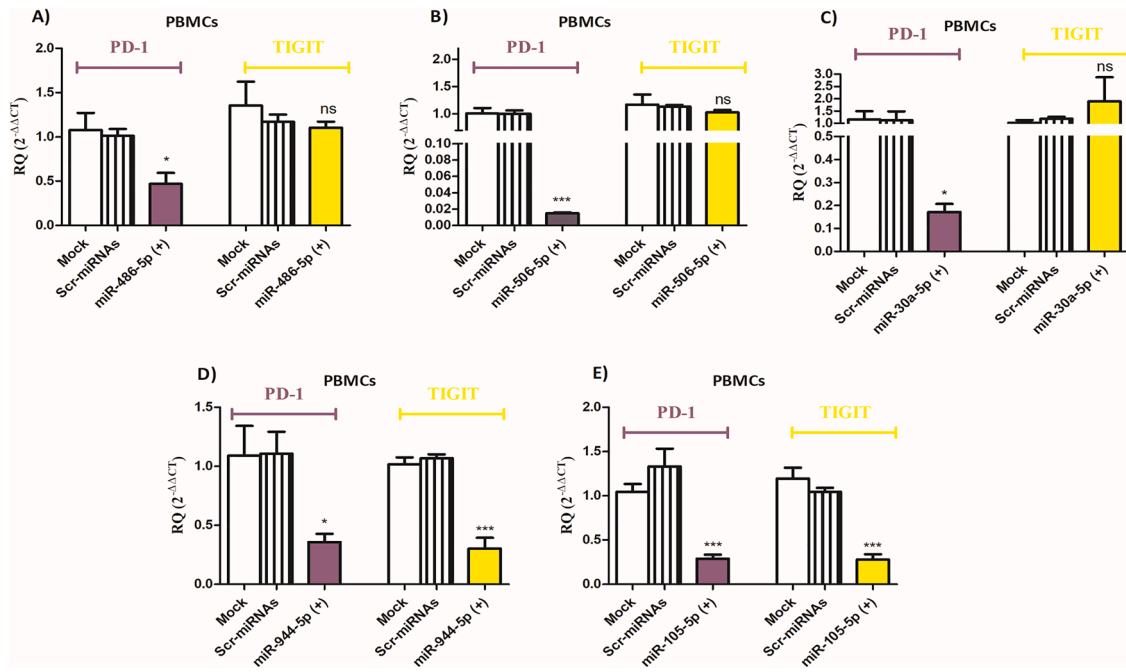 A)
PBMCs
PD-1
TIGIT
RQ (2-ΔΔCT)
2.0
1.5
1.0
0.5
0.0
*
ns
Mock
Scr-miRNAs
miR-486-5p (+)
Mock
Scr-miRNAs
miR-486-5p (+)
B)
PBMCs
PD-1
TIGIT
RQ (2-ΔΔCT)
2.0
1.5
1.0
0.10
0.08
0.06
0.04
0.02
0.00
***
ns
Mock
Scr-miRNAs
miR-506-5p (+)
Mock
Scr-miRNAs
miR-506-5p (+)
C)
PBMCs
PD-1
TIGIT
RQ (2-ΔΔCT)
3.0
2.5
2.0
1.5
1.0
0.5
0.4
0.3
0.2
0.1
0.0
*
ns
Mock
Scr-miRNAs
miR-30a-5p (+)
Mock
Scr-miRNAs
miR-30a-5p (+)
D)
PBMCs
PD-1
TIGIT
RQ (2-ΔΔCT)
1.5
1.0
0.5
0.0
*
***
Mock
Scr-miRNAs
miR-944-5p (+)
Mock
Scr-miRNAs
miR-944-5p (+)
E)
PBMCs
PD-1
TIGIT
RQ (2-ΔΔCT)
2.0
1.5
1.0
0.5
0.0
***
***
Mock
Scr-miRNAs
miR-105-5p (+)
Mock
Scr-miRNAs
miR-105-5p (+)